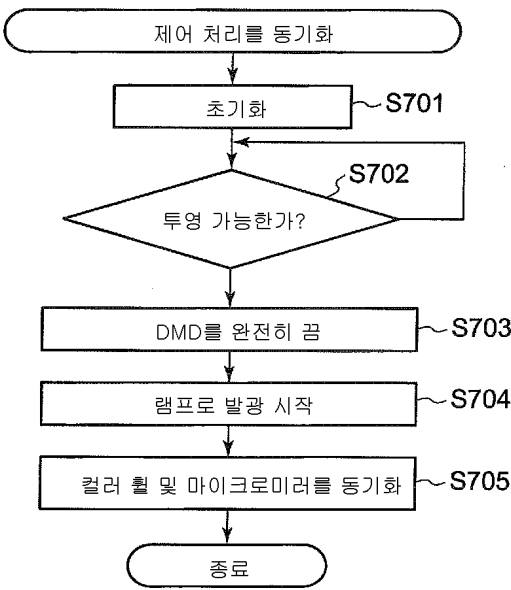 제어 처리를 동기화
초기화
S701
S702
투영 가능한가?
DMD를 완전히 끔
S703
램프로 발광 시작
S704
컬러 휠 및 마이크로미러를 동기화
S705
종료